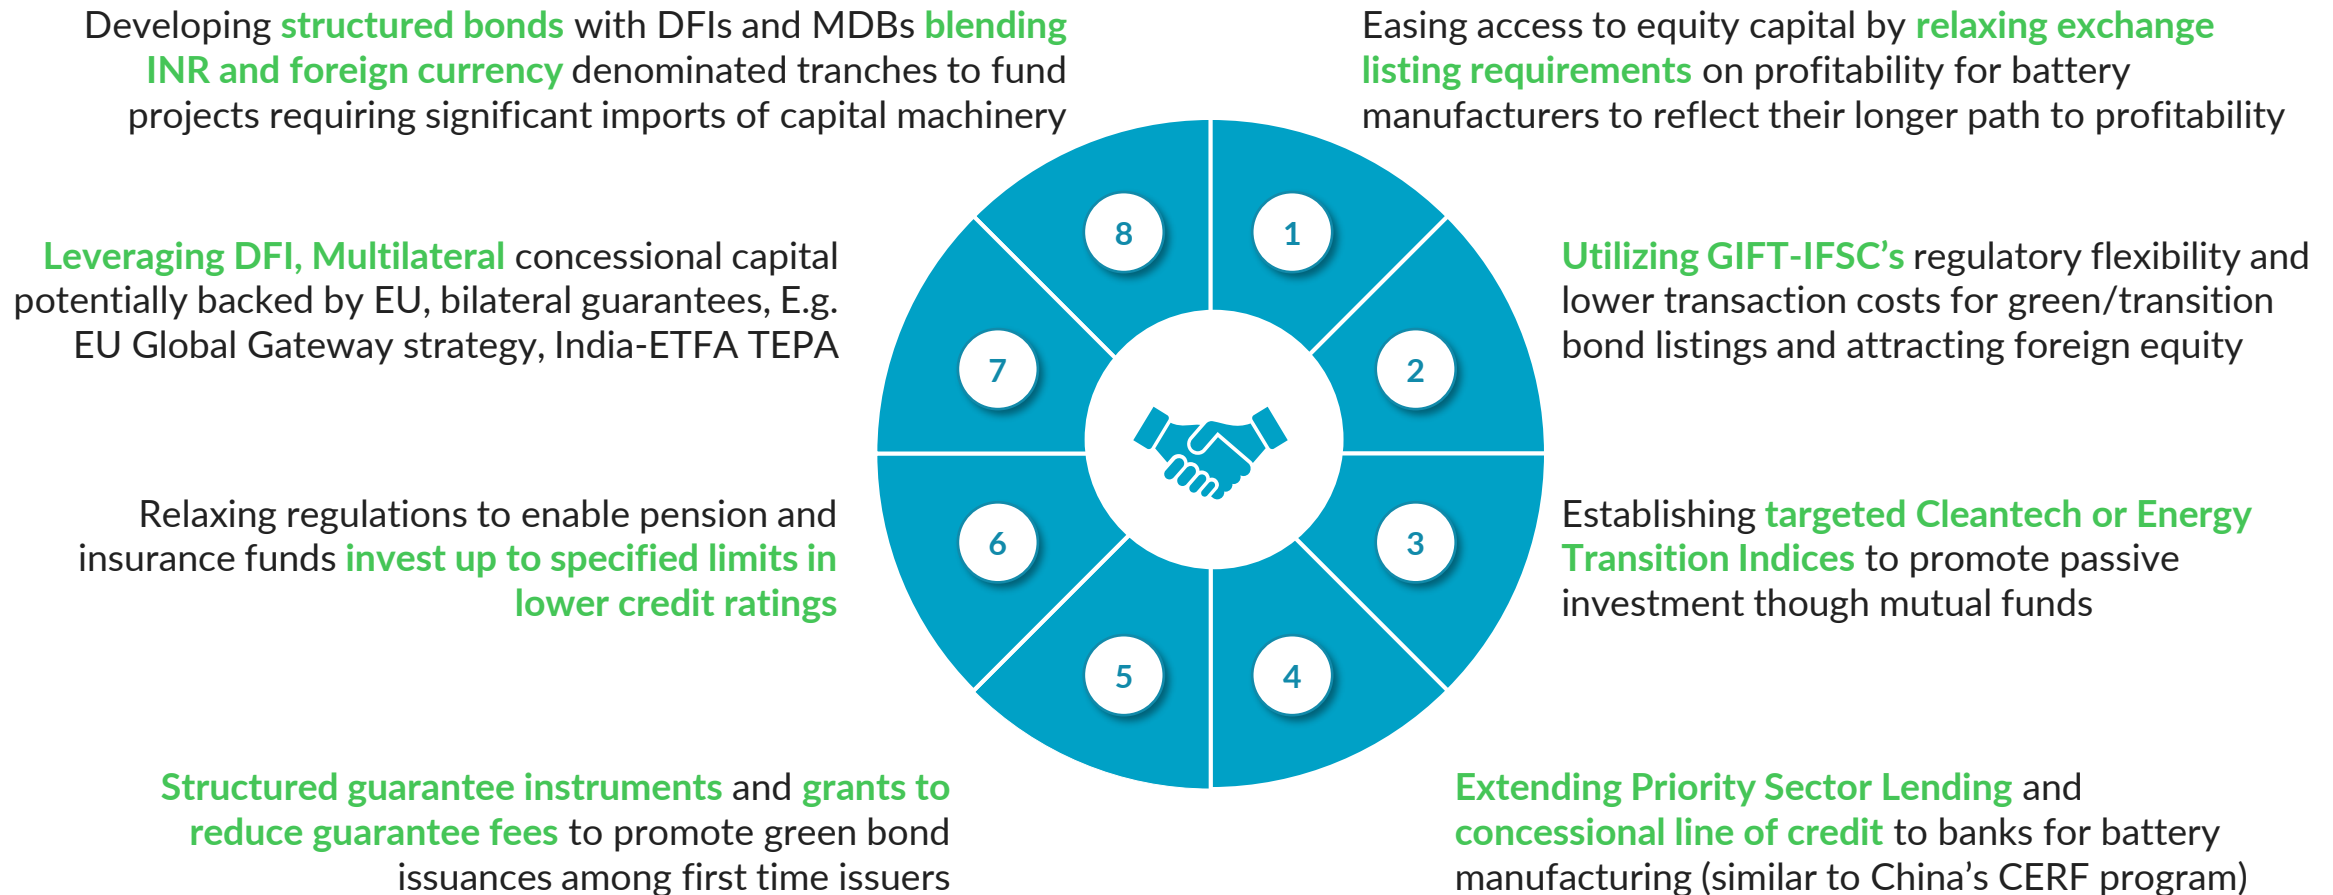 Developing structured bonds with DFIs and MDBs blending
INR and foreign currency denominated tranches to fund
projects requiring significant imports of capital machinery
Easing access to equity capital by relaxing exchange
listing requirements on profitability for battery
manufacturers to reflect their longer path to profitability
8
1
Leveraging DFI, Multilateral concessional capital
potentially backed by EU, bilateral guarantees, E.g.
EU Global Gateway strategy, India-ETFA TEPA
Utilizing GIFT-IFSC’s regulatory flexibility and
lower transaction costs for green/transition
bond listings and attracting foreign equity
7
2
Relaxing regulations to enable pension and
insurance funds invest up to specified limits in
lower credit ratings
6
3
Establishing targeted Cleantech or Energy
Transition Indices to promote passive
investment though mutual funds
5
4
Structured guarantee instruments and grants to
reduce guarantee fees to promote green bond
issuances among first time issuers
Extending Priority Sector Lending and
concessional line of credit to banks for battery
manufacturing (similar to China’s CERF program)